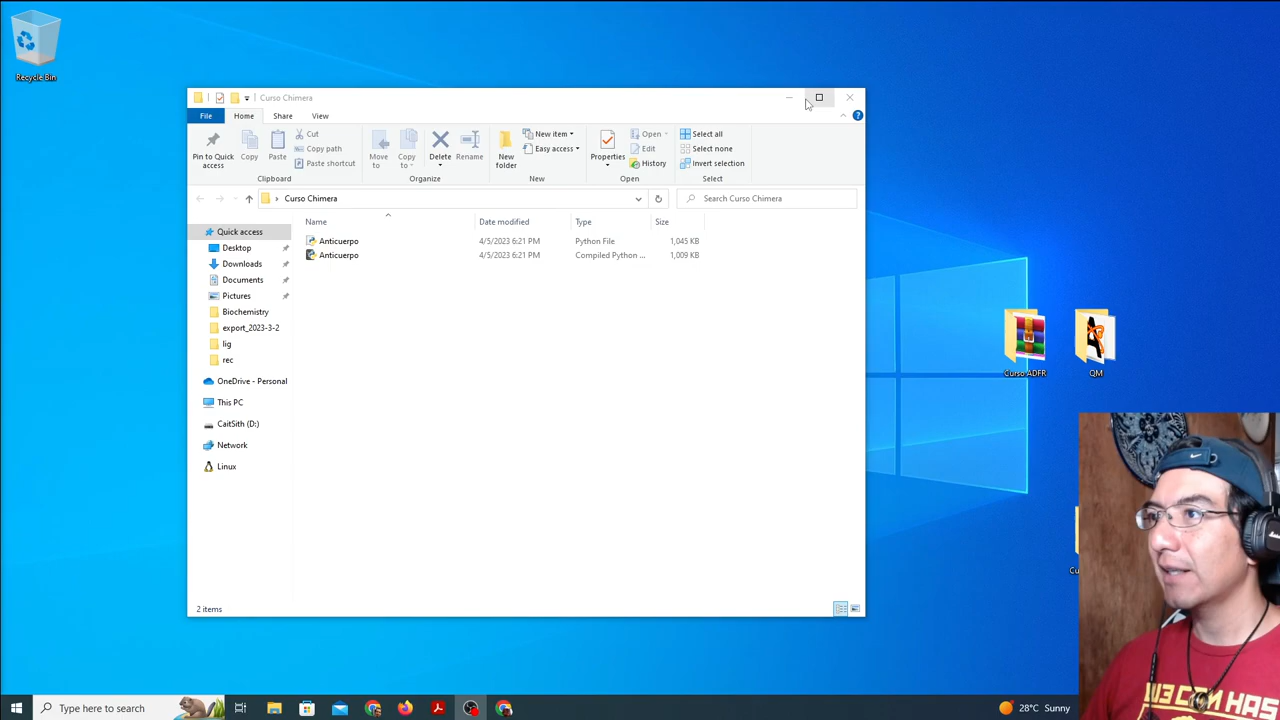 Recycle Bin
Curso Chimera
File Home Share View
Pin to Quick access
Copy
Paste
Cut
Copy path
Paste shortcut
Clipboard
Move to
Copy to
Delete
Rename
Organize
New folder
New item
Easy access
New
Properties
Open
Edit
History
Open
Select all
Select none
Invert selection
Select
Curso Chimera
Search Curso Chimera
Name Date modified Type Size
Anticuerpo 4/5/2023 6:21 PM Python File 1,045 KB
Anticuerpo 4/5/2023 6:21 PM Compiled Python ... 1,009 KB
Quick access
Desktop
Downloads
Documents
Pictures
Biochemistry
export_2023-3-2
lig
rec
OneDrive - Personal
This PC
CaitSith (D:)
Network
Linux
2 items
Curso ADFR
QM
Type here to search
28°C Sunny